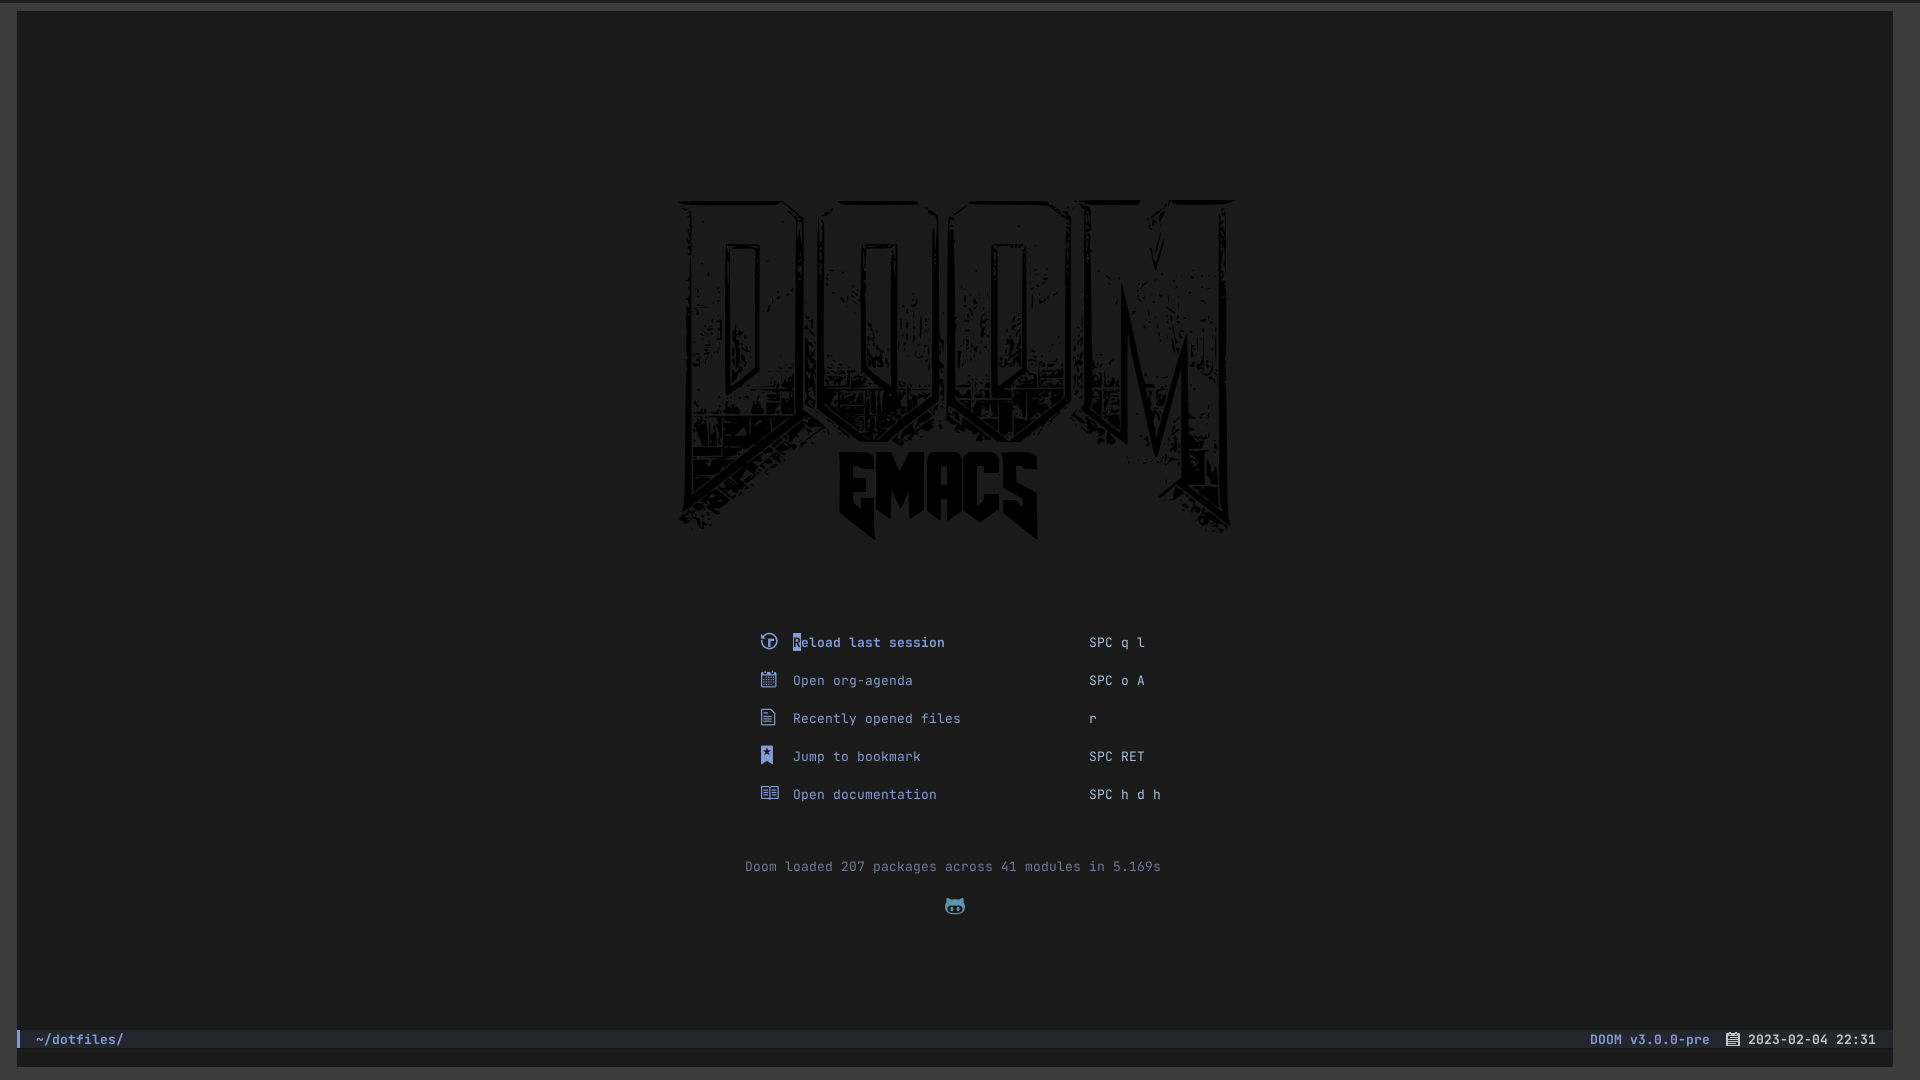 DOOM
EMACS
Reload last session SPC q l
Open org-agenda SPC o A
Recently opened files r
Jump to bookmark SPC RET
Open documentation SPC h d h
Doom loaded 207 packages across 41 modules in 5.169s
~/dotfiles/ DOOM v3.0.0-pre 2023-02-04 22:31